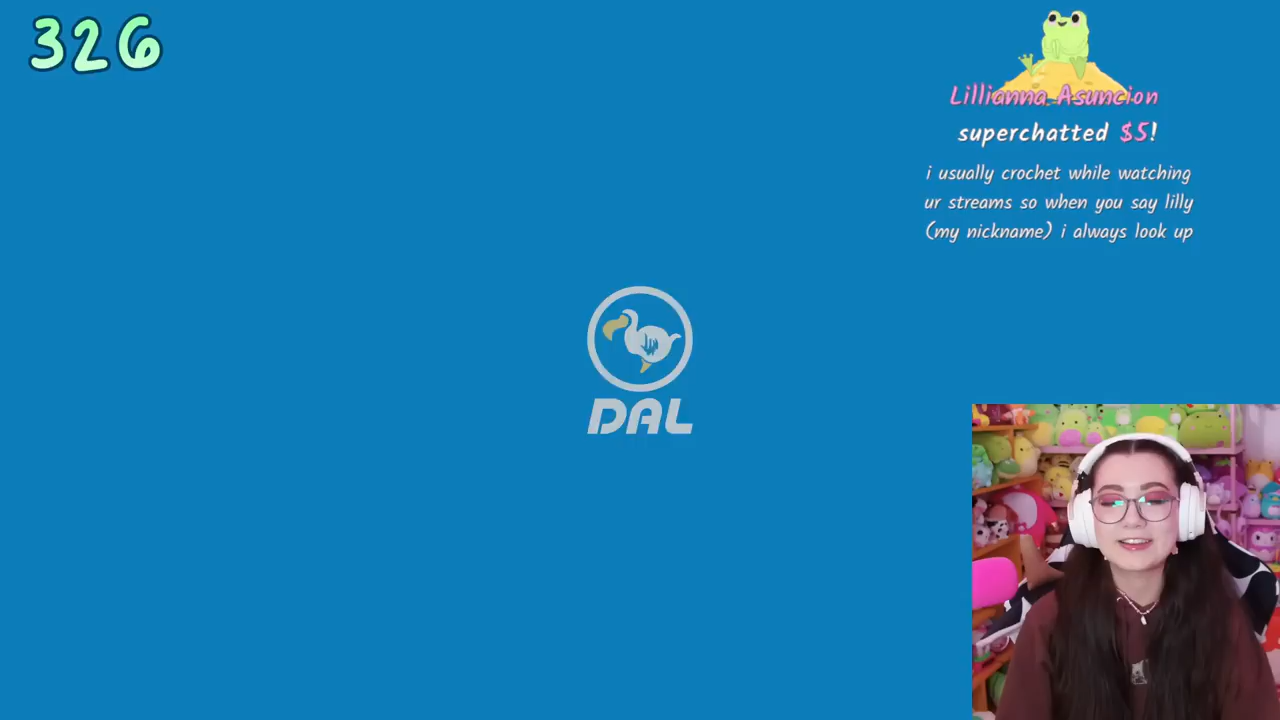 326
Lillianna Asuncion
superchatted $5!
i usually crochet while watching
ur streams so when you say lilly
(my nickname) i always look up
DAL